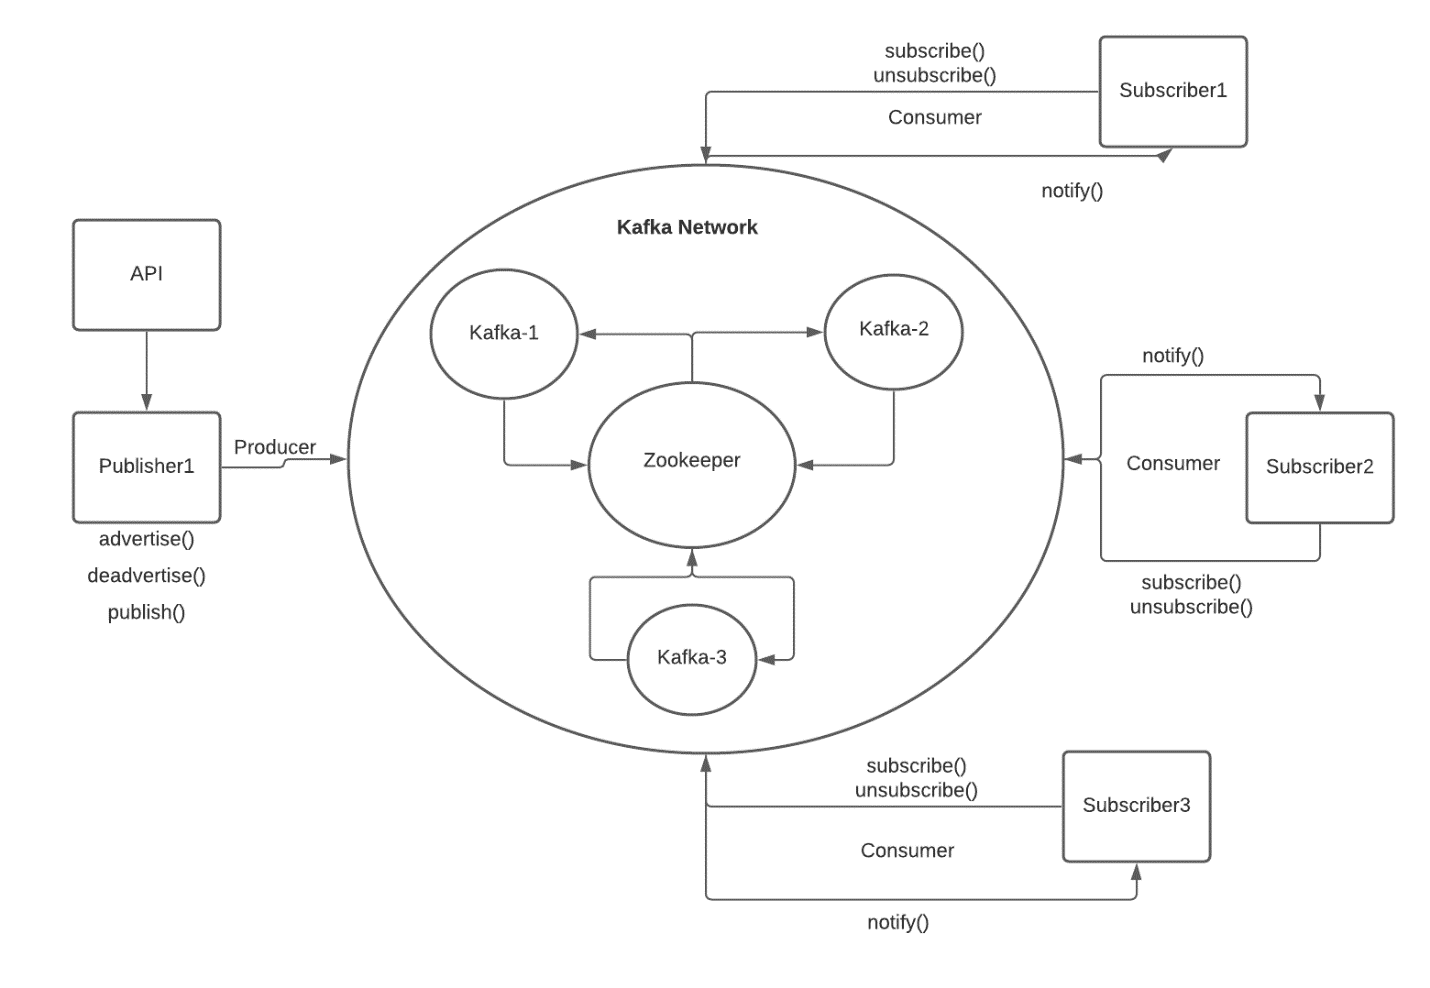 subscribe()
unsubscribe()
Subscriber1
Consumer
notify()
Kafka Network
API
Kafka-1
Kafka-2
notify()
Producer
Publisher1
Zookeeper
Consumer
Subscriber2
advertise()
deadvertise()
publish()
subscribe()
unsubscribe()
Kafka-3
subscribe()
unsubscribe()
Subscriber3
Consumer
notify()